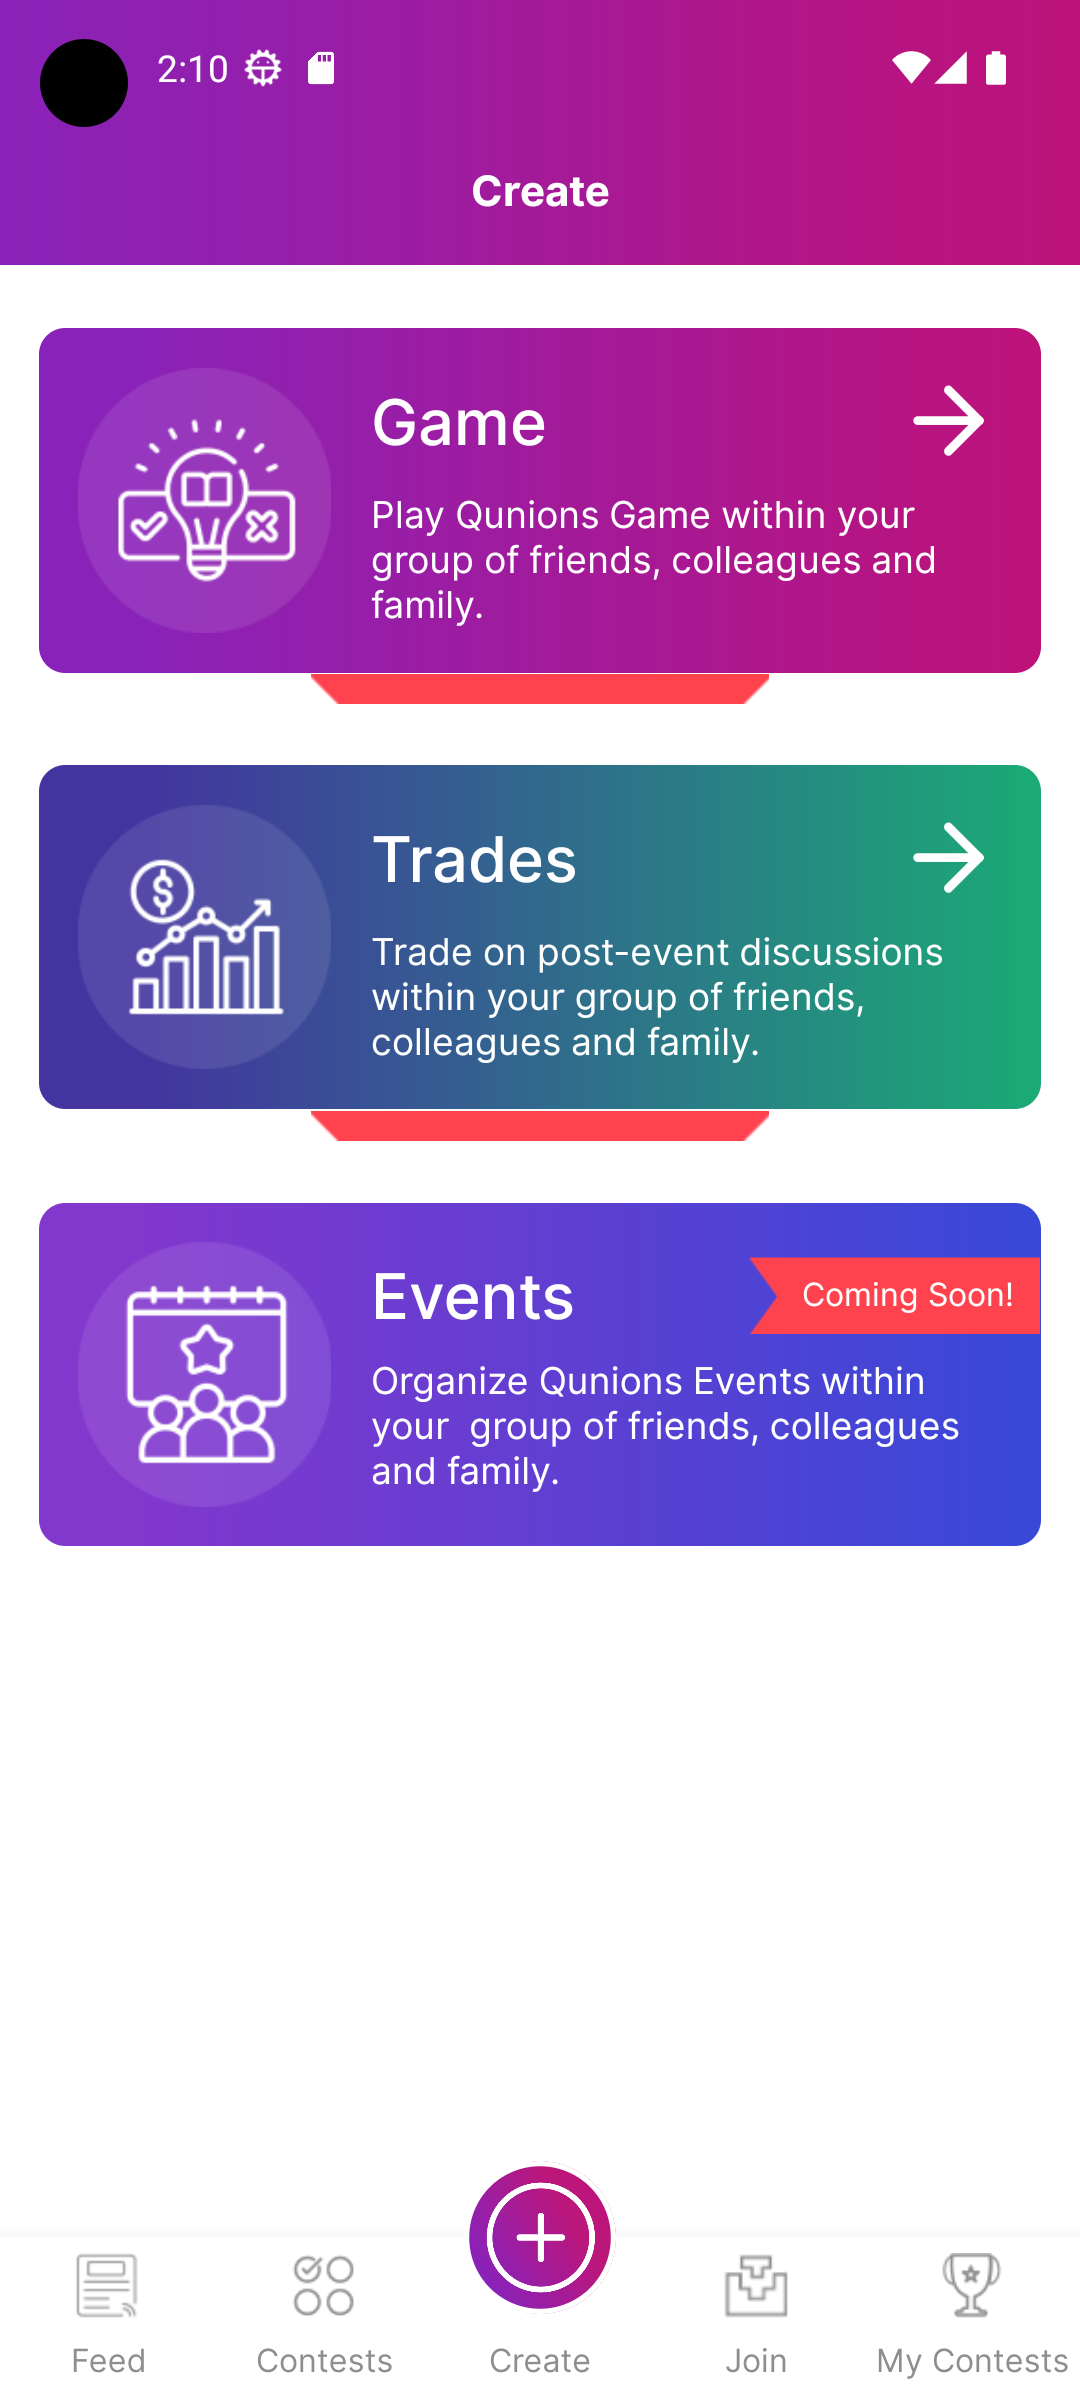 2:10
Create
Game
Play Qunions Game within your
group of friends, colleagues and
family.
Trades
Trade on post-event discussions
within your group of friends,
colleagues and family.
Events
Coming Soon!
Organize Qunions Events within
your  group of friends, colleagues
and family.
Feed
Contests
Create
Join
My Contests